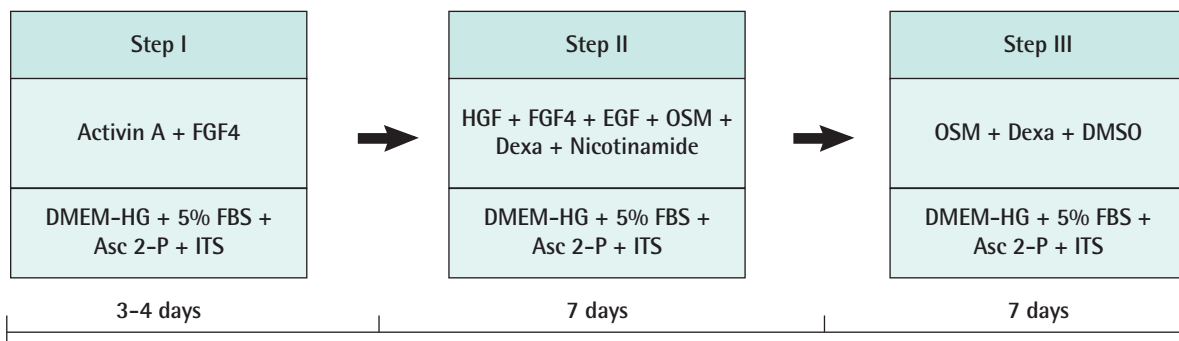 Step I
Activin A + FGF4
DMEM-HG + 5% FBS +
Asc 2-P + ITS
Step II
HGF + FGF4 + EGF + OSM +
Dexa + Nicotinamide
DMEM-HG + 5% FBS +
Asc 2-P + ITS
Step III
OSM + Dexa + DMSO
DMEM-HG + 5% FBS +
Asc 2-P + ITS
3-4 days
7 days
7 days